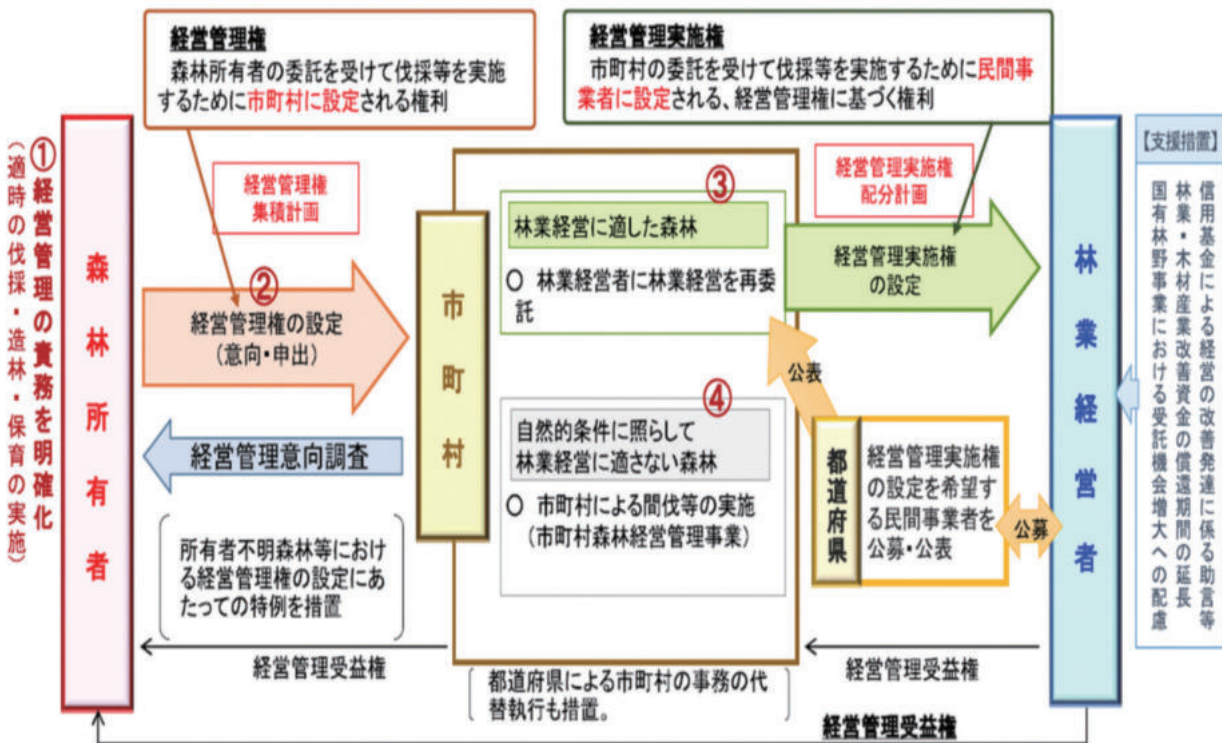 経営管理権
森林所有者の委託を受けて伐採等を実施
するために市町村に設定される権利
経営管理実施権
市町村の委託を受けて伐採等を実施するために民間事
業者に設定される、経営管理権に基づく権利
①経営管理の責務を明確化
（適時の伐採・造林・保育の実施）
森林所有者
経営管理権
集積計画
②
経営管理権の設定
（意向・申出）
経営管理意向調査
所有者不明森林等におけ
る経営管理権の設定にあ
たっての特例を措置
経営管理受益権
市町村
③
林業経営に適した森林
○ 林業経営者に林業経営を再委
託
④
自然的条件に照らして
林業経営に適さない森林
○ 市町村による間伐等の実施
（市町村森林経営管理事業）
都道府県による市町村の事務の代
替執行も措置。
経営管理実施権
配分計画
経営管理実施権
の設定
公表
都道府県
経営管理実施権
の設定を希望す
る民間事業者を
公募・公表
公募
経営管理受益権
経営管理受益権
林業経営者
【支援措置】
信用基金による経営の改善発達に係る助言等
林業・木材産業改善資金の償還期間の延長
国有林野事業における受託機会増大への配慮